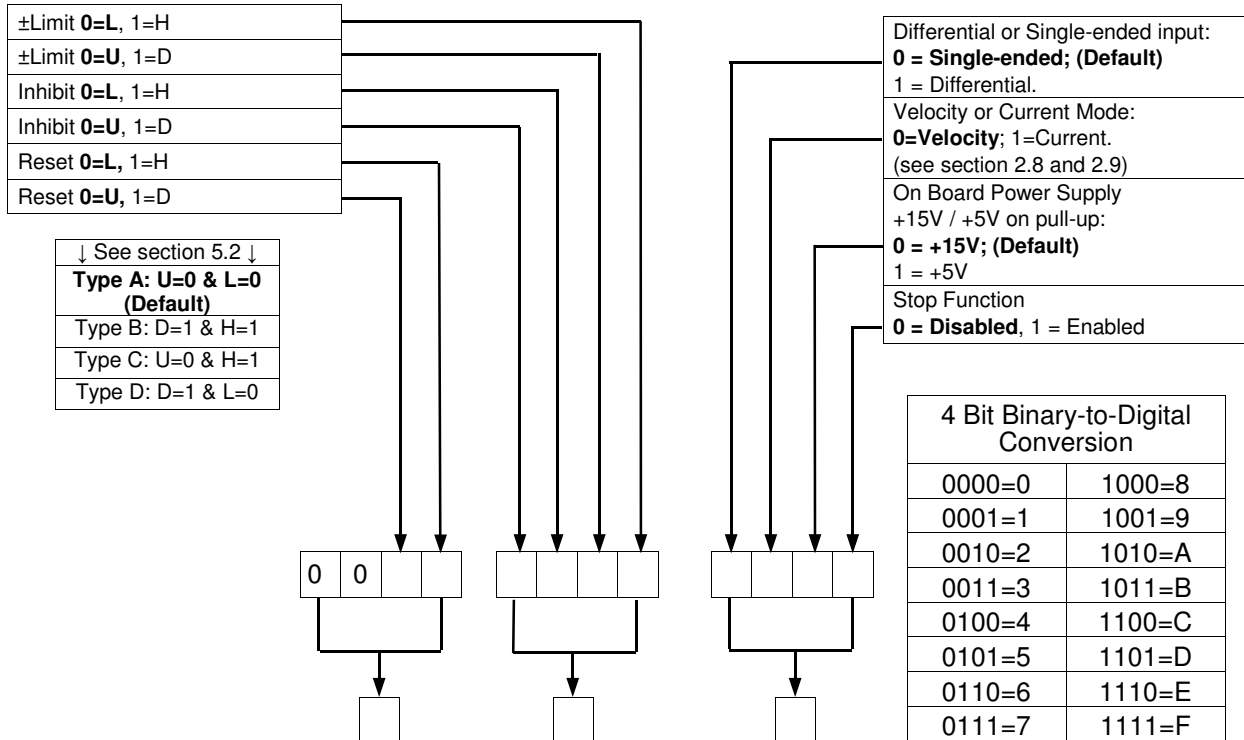 ±Limit 0=L, 1=H
±Limit 0=U, 1=D
Inhibit 0=L, 1=H
Inhibit 0=U, 1=D
Reset 0=L, 1=H
Reset 0=U, 1=D
↓ See section 5.2 ↓
Type A: U=0 & L=0
(Default)
Type B: D=1 & H=1
Type C: U=0 & H=1
Type D: D=1 & L=0
Differential or Single-ended input:
0 = Single-ended; (Default)
1 = Differential.
Velocity or Current Mode:
0=Velocity; 1=Current.
(see section 2.8 and 2.9)
On Board Power Supply
+15V / +5V on pull-up:
0 = +15V; (Default)
1 = +5V
Stop Function
0 = Disabled, 1 = Enabled
4 Bit Binary-to-Digital
Conversion
0000=0 1000=8
0001=1 1001=9
0010=2 1010=A
0011=3 1011=B
0100=4 1100=C
0101=5 1101=D
0110=6 1110=E
0111=7 1111=F
0 0